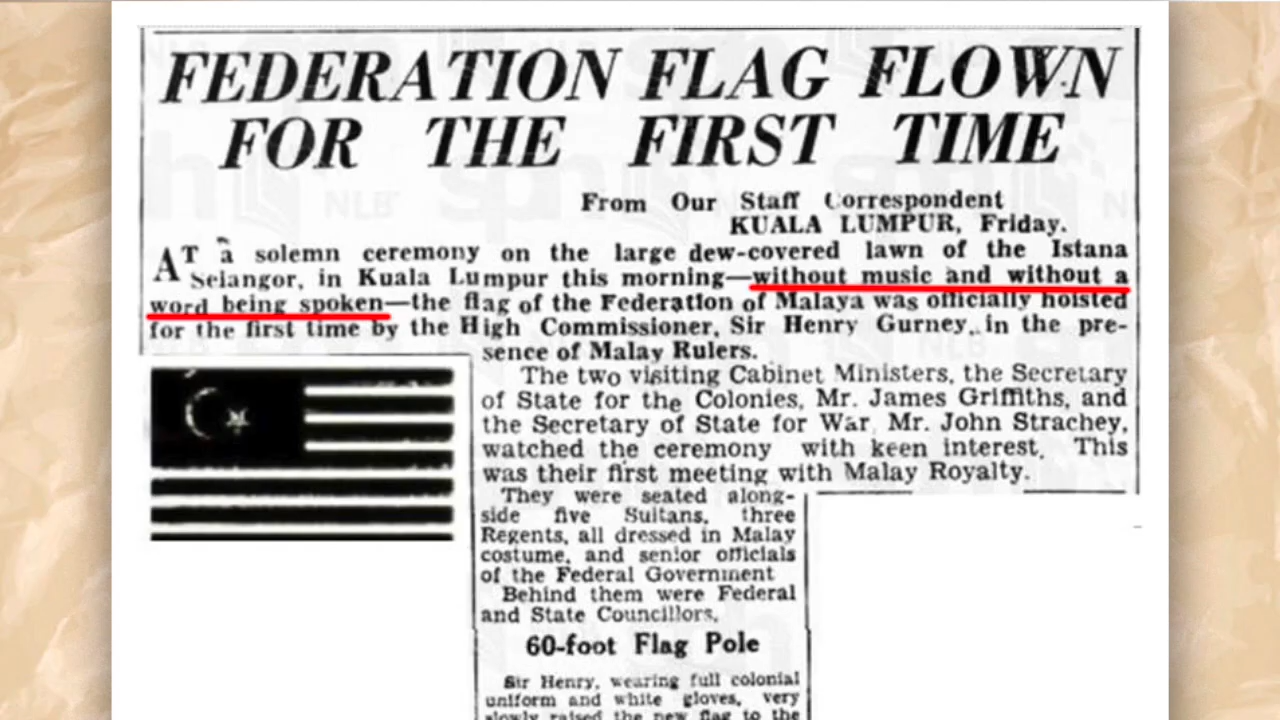 FEDERATION FLAG FLOWN
FOR THE FIRST TIME
From Our Staff Correspondent
KUALA LUMPUR, Friday.
AT a solemn ceremony on the large dew-covered lawn of the Istana
Selangor, in Kuala Lumpur this morning—without music and without a
word being spoken—the flag of the Federation of Malaya was officially hoisted
for the first time by the High Commissioner, Sir Henry Gurney, in the pre-
sence of Malay Rulers.
The two visiting Cabinet Ministers, the Secretary
of State for the Colonies, Mr. James Griffiths, and
the Secretary of State for War, Mr. John Strachey,
watched the ceremony with keen interest. This
was their first meeting with Malay Royalty.
They were seated along-
side five Sultans, three
Regents, all dressed in Malay
costume, and senior officials
of the Federal Government
Behind them were Federal
and State Councillors.
60-foot Flag Pole
Sir Henry, wearing full colonial
uniform and white gloves, very
slowly raised the new flag to the